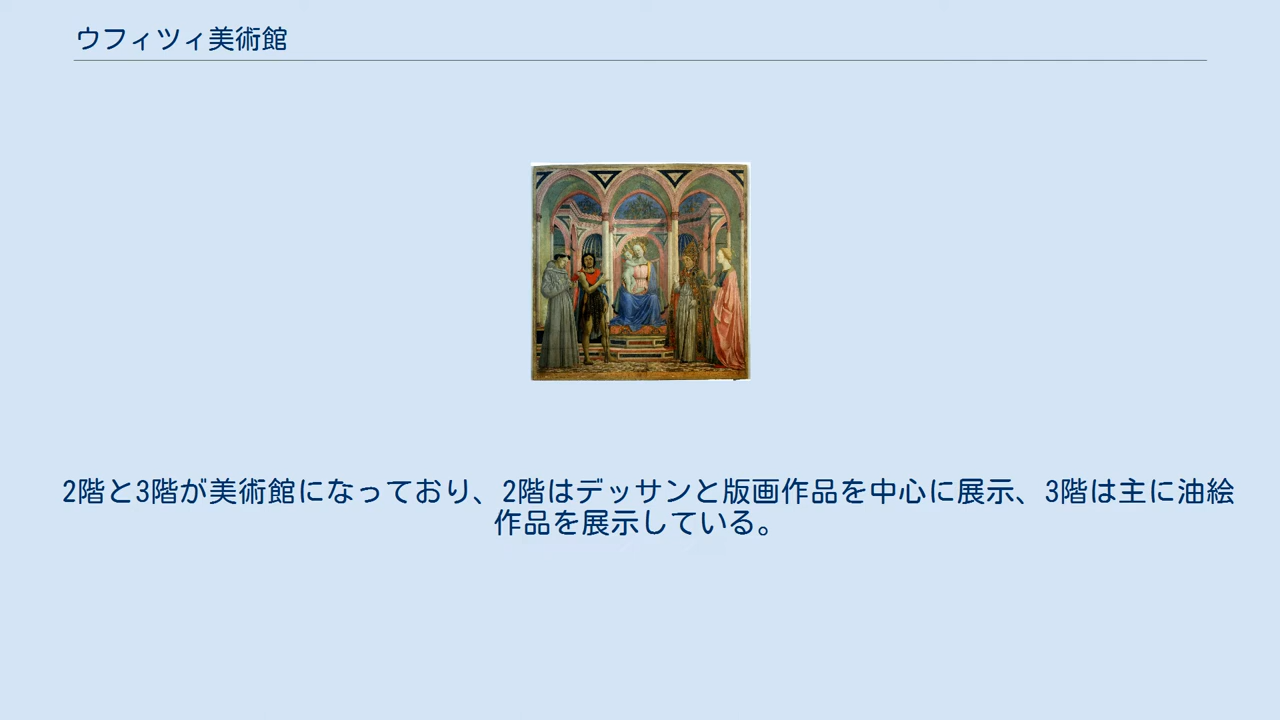 ウフィツィ美術館
2階と3階が美術館になっており、2階はデッサンと版画作品を中心に展示、3階は主に油絵
作品を展示している。